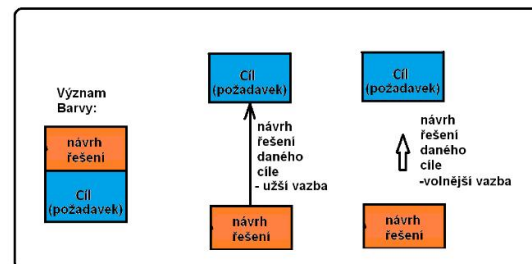 Význam
Barvy:
návrh
řešení
Cíl
(požadavek)
Cíl
(požadavek)
návrh
řešení
daného
cíle
- užší vazba
návrh
řešení
Cíl
(požadavek)
návrh
řešení
daného
cíle
-volnější vazba
návrh
řešení